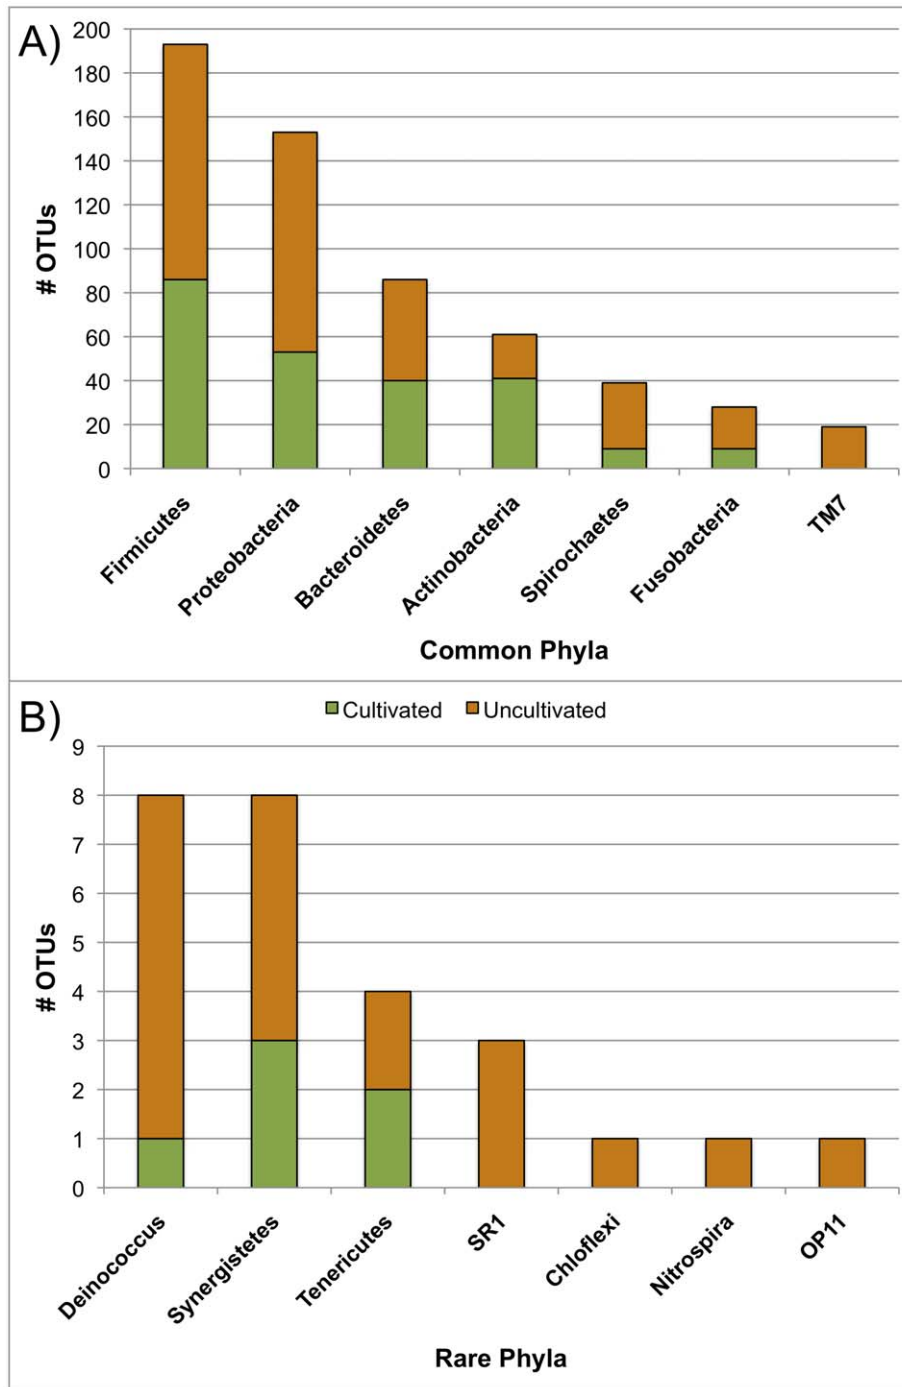 A)
# OTUs
200
180
160
140
120
100
80
60
40
20
0
Firmicutes
Proteobacteria
Bacteroidetes
Actinobacteria
Spirochaetes
Fusobacteria
TM7
Common Phyla
B)
Cultivated Uncultivated
# OTUs
9
8
7
6
5
4
3
2
1
0
Deinococcus
Synergistetes
Tenericutes
SR1
Chloflexi
Nitrospira
OP11
Rare Phyla